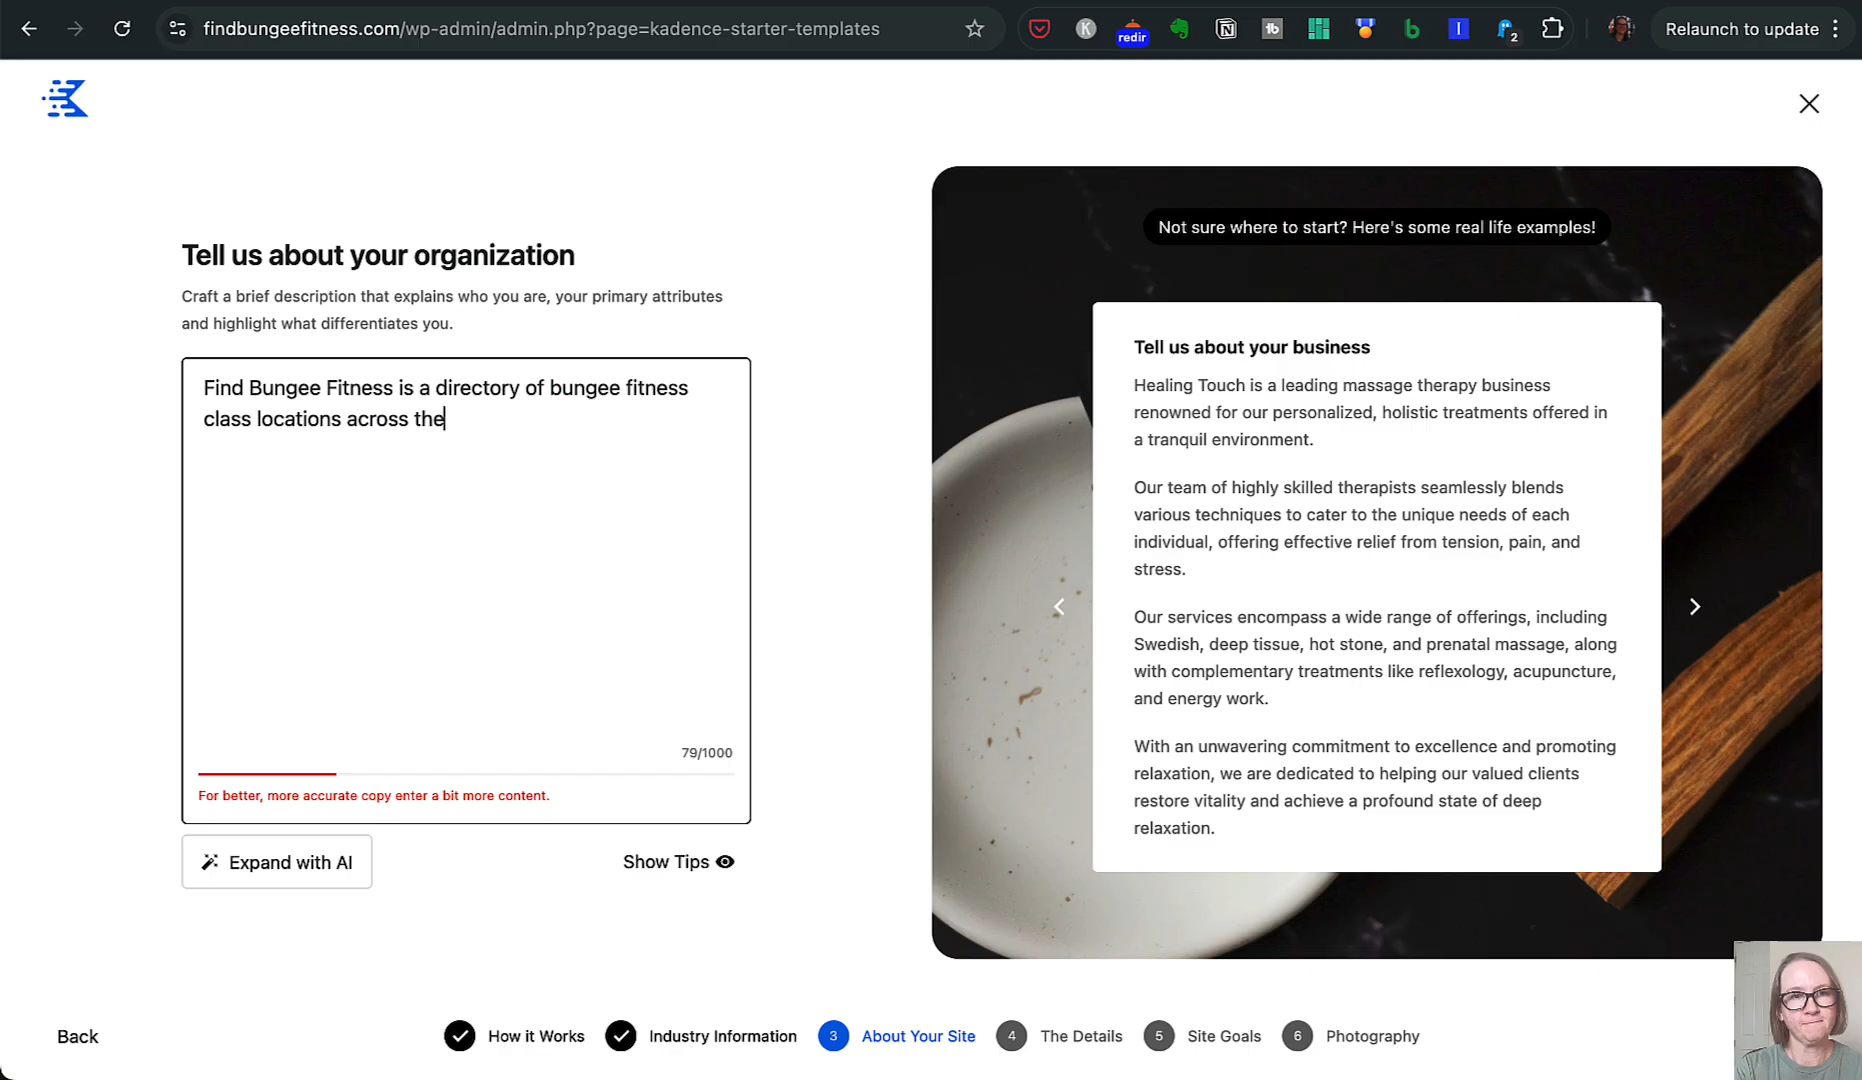 findbungeefitness.com/wp-admin/admin.php?page=kadence-starter-templates
K
redir
tb
b
I
2
Relaunch to update
Tell us about your organization
Craft a brief description that explains who you are, your primary attributes
and highlight what differentiates you.
Find Bungee Fitness is a directory of bungee fitness
class locations across the
79/1000
For better, more accurate copy enter a bit more content.
Expand with AI
Show Tips
Not sure where to start? Here's some real life examples!
Tell us about your business
Healing Touch is a leading massage therapy business
renowned for our personalized, holistic treatments offered in
a tranquil environment.
Our team of highly skilled therapists seamlessly blends
various techniques to cater to the unique needs of each
individual, offering effective relief from tension, pain, and
stress.
Our services encompass a wide range of offerings, including
Swedish, deep tissue, hot stone, and prenatal massage, along
with complementary treatments like reflexology, acupuncture,
and energy work.
With an unwavering commitment to excellence and promoting
relaxation, we are dedicated to helping our valued clients
restore vitality and achieve a profound state of deep
relaxation.
Back
How it Works
Industry Information
3 About Your Site
4 The Details
5 Site Goals
6 Photography